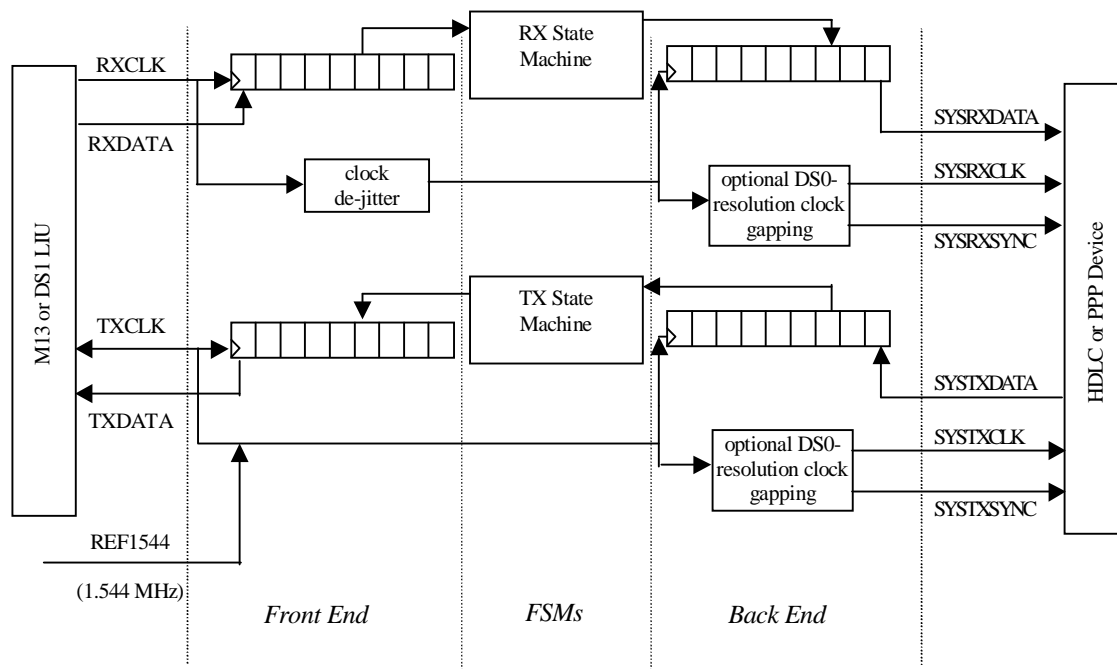 RX State
Machine
RXCLK
RXDATA
SYSRXDATA
clock
de-jitter
optional DS0-
resolution clock
gapping
SYSRXCLK
SYSRXSYNC
M13 or DS1 LIU
HDLC or PPP Device
TX State
Machine
TXCLK
TXDATA
SYSTXDATA
optional DS0-
resolution clock
gapping
SYSTXCLK
SYSTXSYNC
REF1544
(1.544 MHz)
Front End
FSMs
Back End